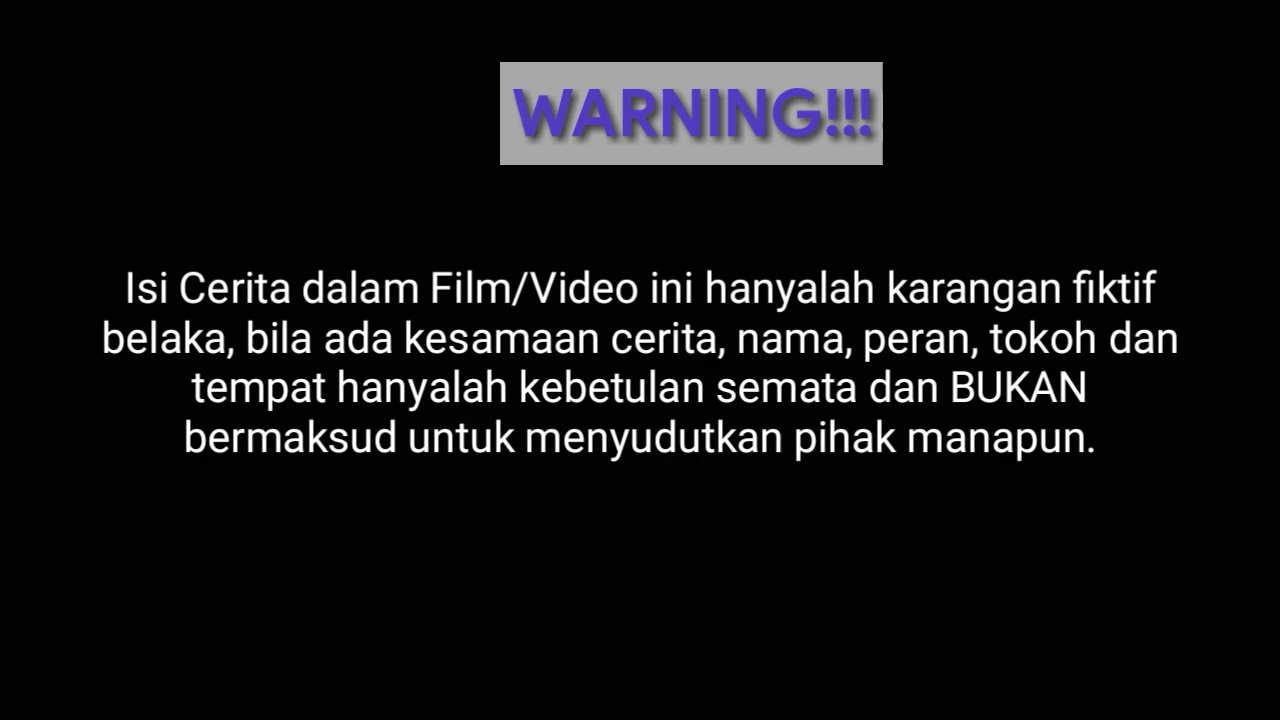 WARNING!!!
Isi Cerita dalam Film/Video ini hanyalah karangan fiktif
belaka, bila ada kesamaan cerita, nama, peran, tokoh dan
tempat hanyalah kebetulan semata dan BUKAN
bermaksud untuk menyudutkan pihak manapun.